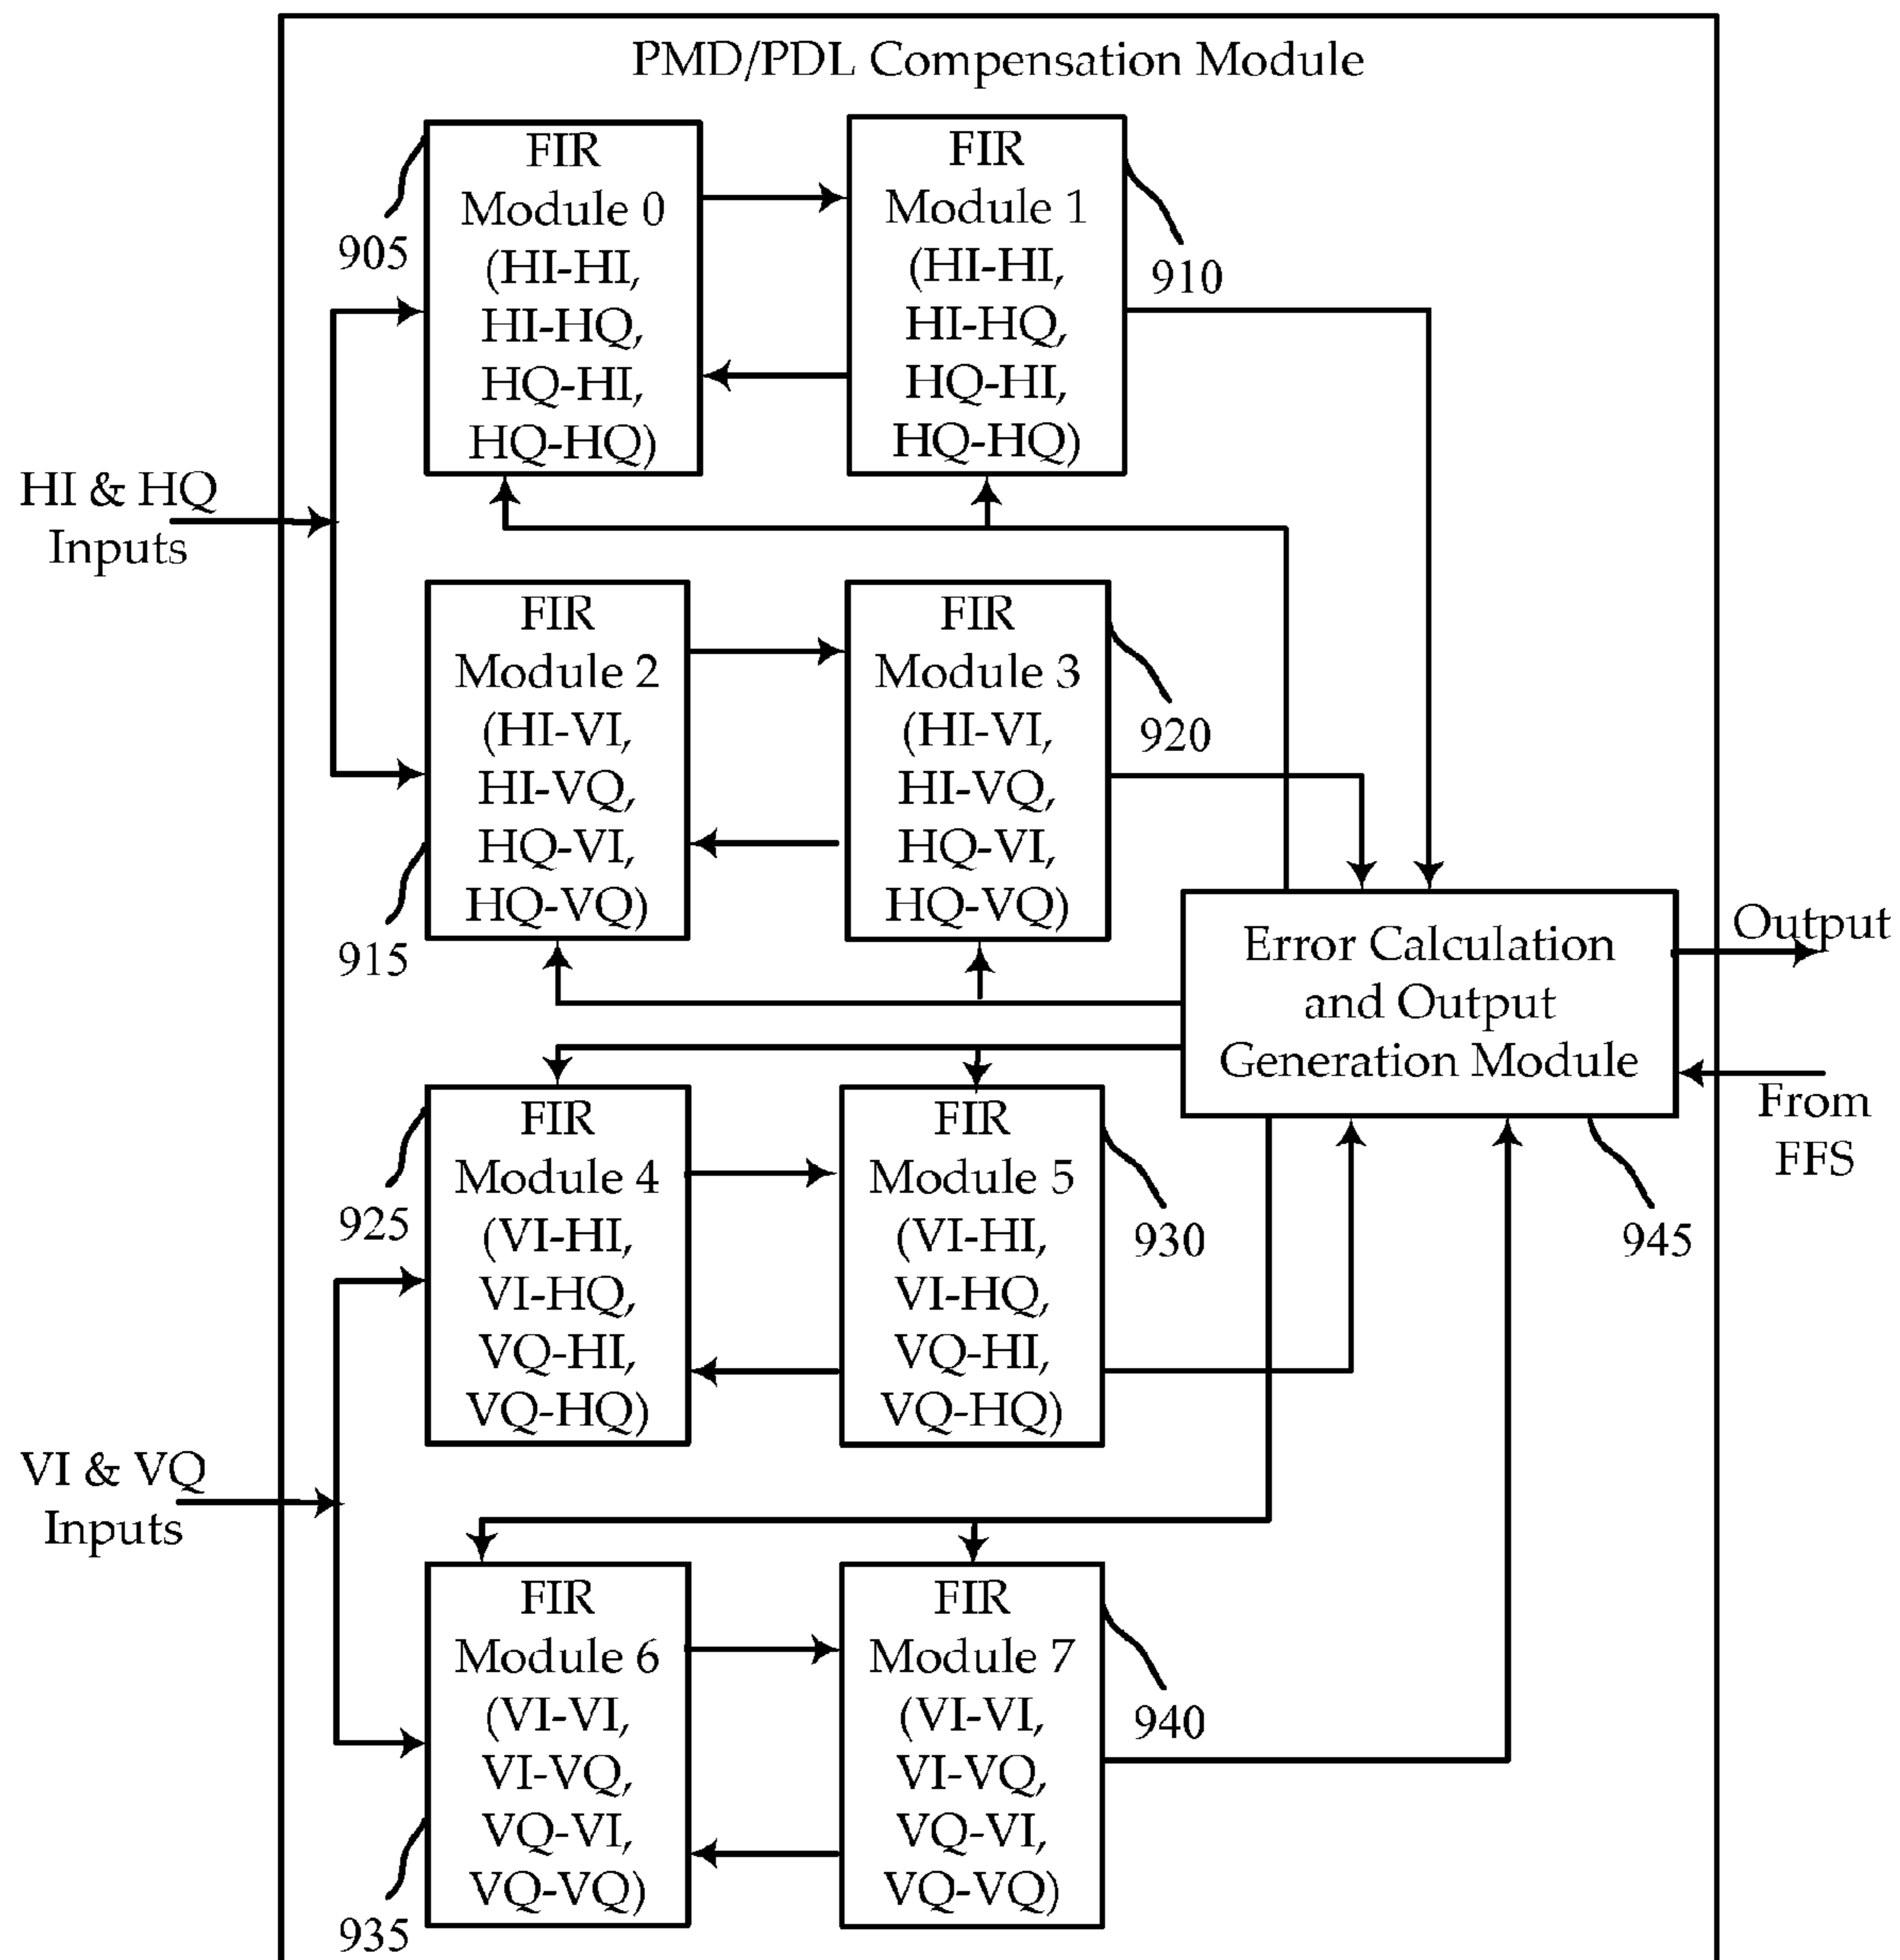 PMD/PDL Compensation Module
FIR
Module 0
(HI-HI,
HI-HQ,
HQ-HI,
HQ-HQ)
905
FIR
Module 1
(HI-HI,
HI-HQ,
HQ-HI,
HQ-HQ)
910
HI & HQ
Inputs
FIR
Module 2
(HI-VI,
HI-VQ,
HQ-VI,
HQ-VQ)
915
FIR
Module 3
(HI-VI,
HI-VQ,
HQ-VI,
HQ-VQ)
920
Error Calculation
and Output
Generation Module
945
Output
From
FFS
FIR
Module 4
(VI-HI,
VI-HQ,
VQ-HI,
VQ-HQ)
925
FIR
Module 5
(VI-HI,
VI-HQ,
VQ-HI,
VQ-HQ)
930
VI & VQ
Inputs
FIR
Module 6
(VI-VI,
VI-VQ,
VQ-VI,
VQ-VQ)
935
FIR
Module 7
(VI-VI,
VI-VQ,
VQ-VI,
VQ-VQ)
940